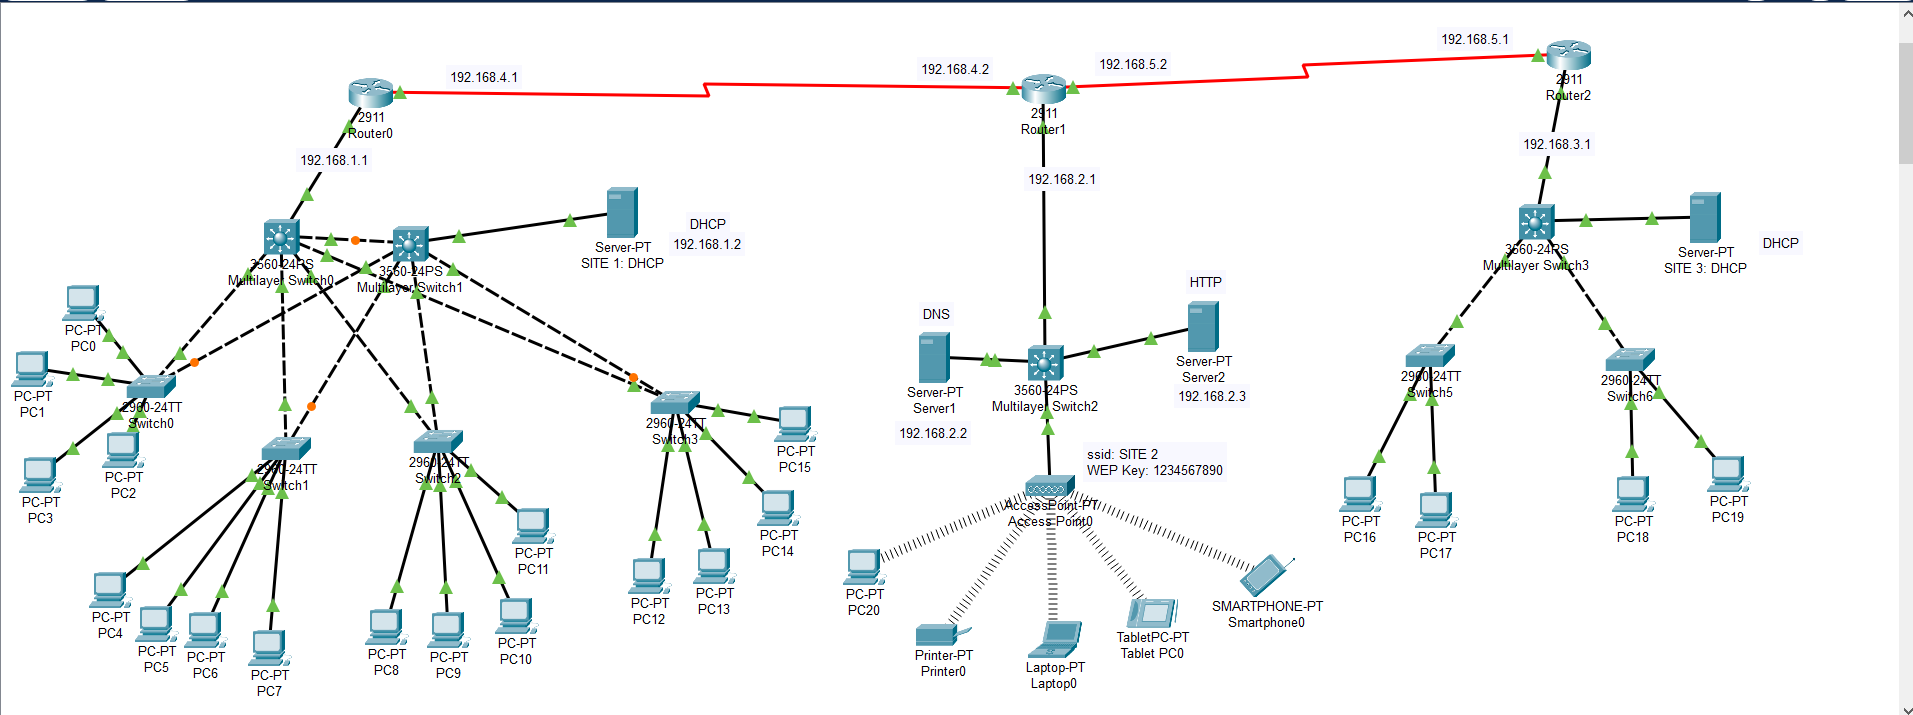 192.168.4.1
192.168.4.2
192.168.5.2
192.168.5.1
2911
Router0
2911
Router1
2911
Router2
192.168.1.1
192.168.2.1
192.168.3.1
3560-24PS
Multilayer Switch0
3560-24PS
Multilayer Switch1
Server-PT
SITE 1: DHCP
DHCP
192.168.1.2
3560-24PS
Multilayer Switch3
Server-PT
SITE 3: DHCP
DHCP
PC-PT
PC0
PC-PT
PC1
2960-24TT
Switch0
PC-PT
PC2
PC-PT
PC3
2960-24TT
Switch1
2960-24TT
Switch2
2960-24TT
Switch3
PC-PT
PC4
PC-PT
PC5
PC-PT
PC6
PC-PT
PC7
PC-PT
PC8
PC-PT
PC9
PC-PT
PC10
PC-PT
PC11
PC-PT
PC12
PC-PT
PC13
PC-PT
PC14
PC-PT
PC15
DNS
HTTP
Server-PT
Server1
192.168.2.2
3560-24PS
Multilayer Switch2
Server-PT
Server2
192.168.2.3
ssid: SITE 2
WEP Key: 1234567890
AccessPoint-PT
Access Point0
PC-PT
PC20
Printer-PT
Printer0
Laptop-PT
Laptop0
TabletPC-PT
Tablet PC0
SMARTPHONE-PT
Smartphone0
2960-24TT
Switch5
2960-24TT
Switch6
PC-PT
PC16
PC-PT
PC17
PC-PT
PC18
PC-PT
PC19